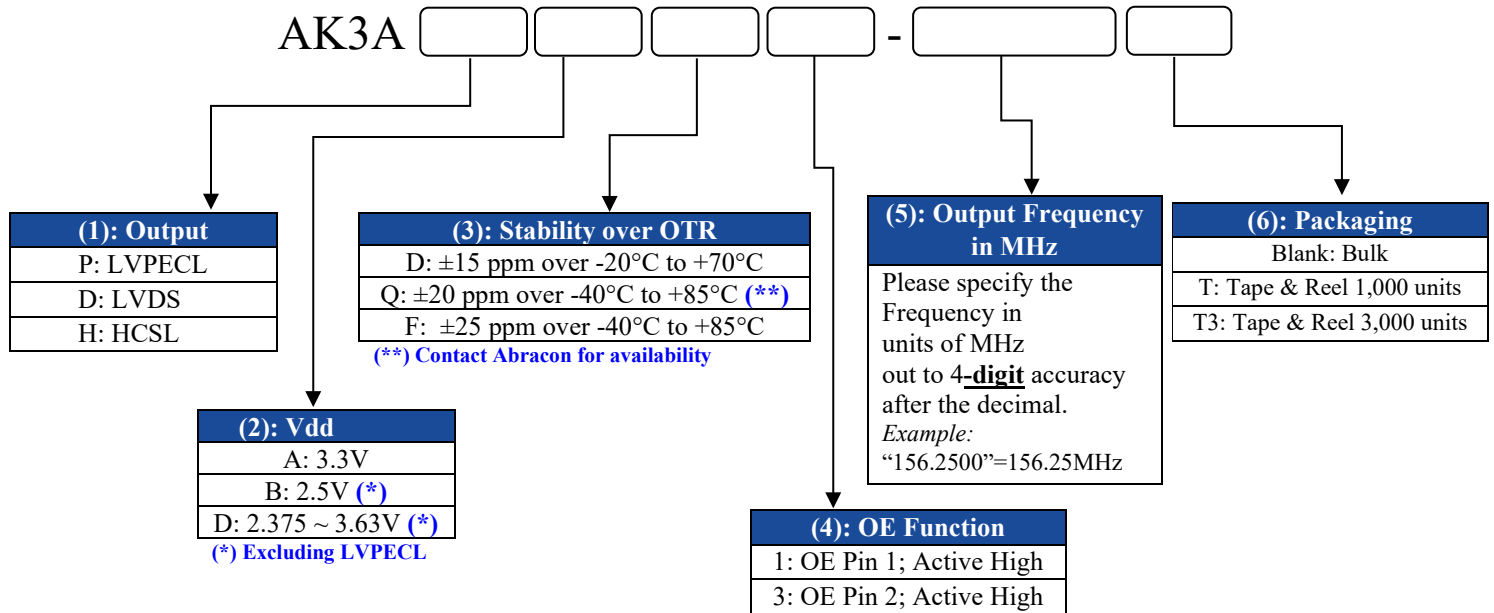 AK3A -
(1): Output
P: LVPECL
D: LVDS
H: HCSL
(2): Vdd
A: 3.3V
B: 2.5V (*)
D: 2.375 ~ 3.63V (*)
(*) Excluding LVPECL
(3): Stability over OTR
D: ±15 ppm over -20°C to +70°C
Q: ±20 ppm over -40°C to +85°C (**)
F: ±25 ppm over -40°C to +85°C
(**) Contact Abracon for availability
(4): OE Function
1: OE Pin 1; Active High
3: OE Pin 2; Active High
(5): Output Frequency
in MHz
Please specify the
Frequency in
units of MHz
out to 4-digit accuracy
after the decimal.
Example:
“156.2500”=156.25MHz
(6): Packaging
Blank: Bulk
T: Tape & Reel 1,000 units
T3: Tape & Reel 3,000 units